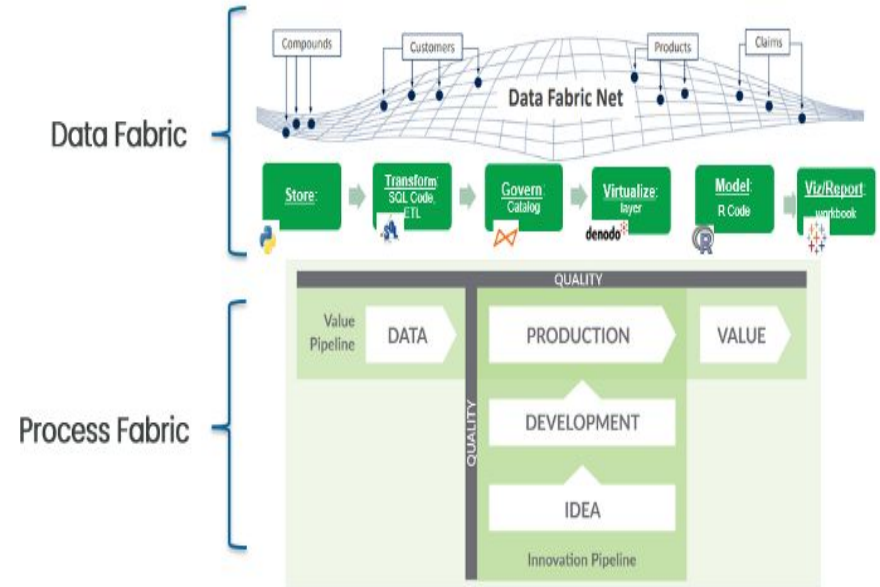 Compounds
Customers
Products
Claims
Data Fabric Net
Data Fabric
Store:
Transform:
SQL Code,
ETL
Govern:
Catalog
Virtualize:
layer
Model:
R Code
Viz/Report:
workbook
denodo
R
QUALITY
Value
Pipeline
DATA
PRODUCTION
VALUE
Process Fabric
QUALITY
DEVELOPMENT
IDEA
Innovation Pipeline